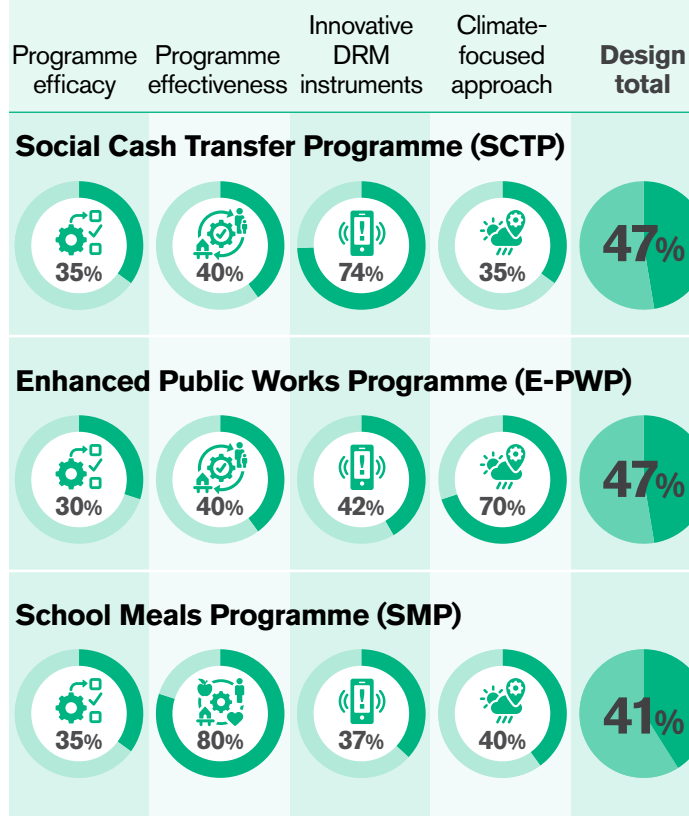 Programme efficacy
Programme effectiveness
Innovative DRM instruments
Climate-focused approach
Design total
Social Cash Transfer Programme (SCTP)
35%
40%
74%
35%
47%
Enhanced Public Works Programme (E-PWP)
30%
40%
42%
70%
47%
School Meals Programme (SMP)
35%
80%
37%
40%
41%